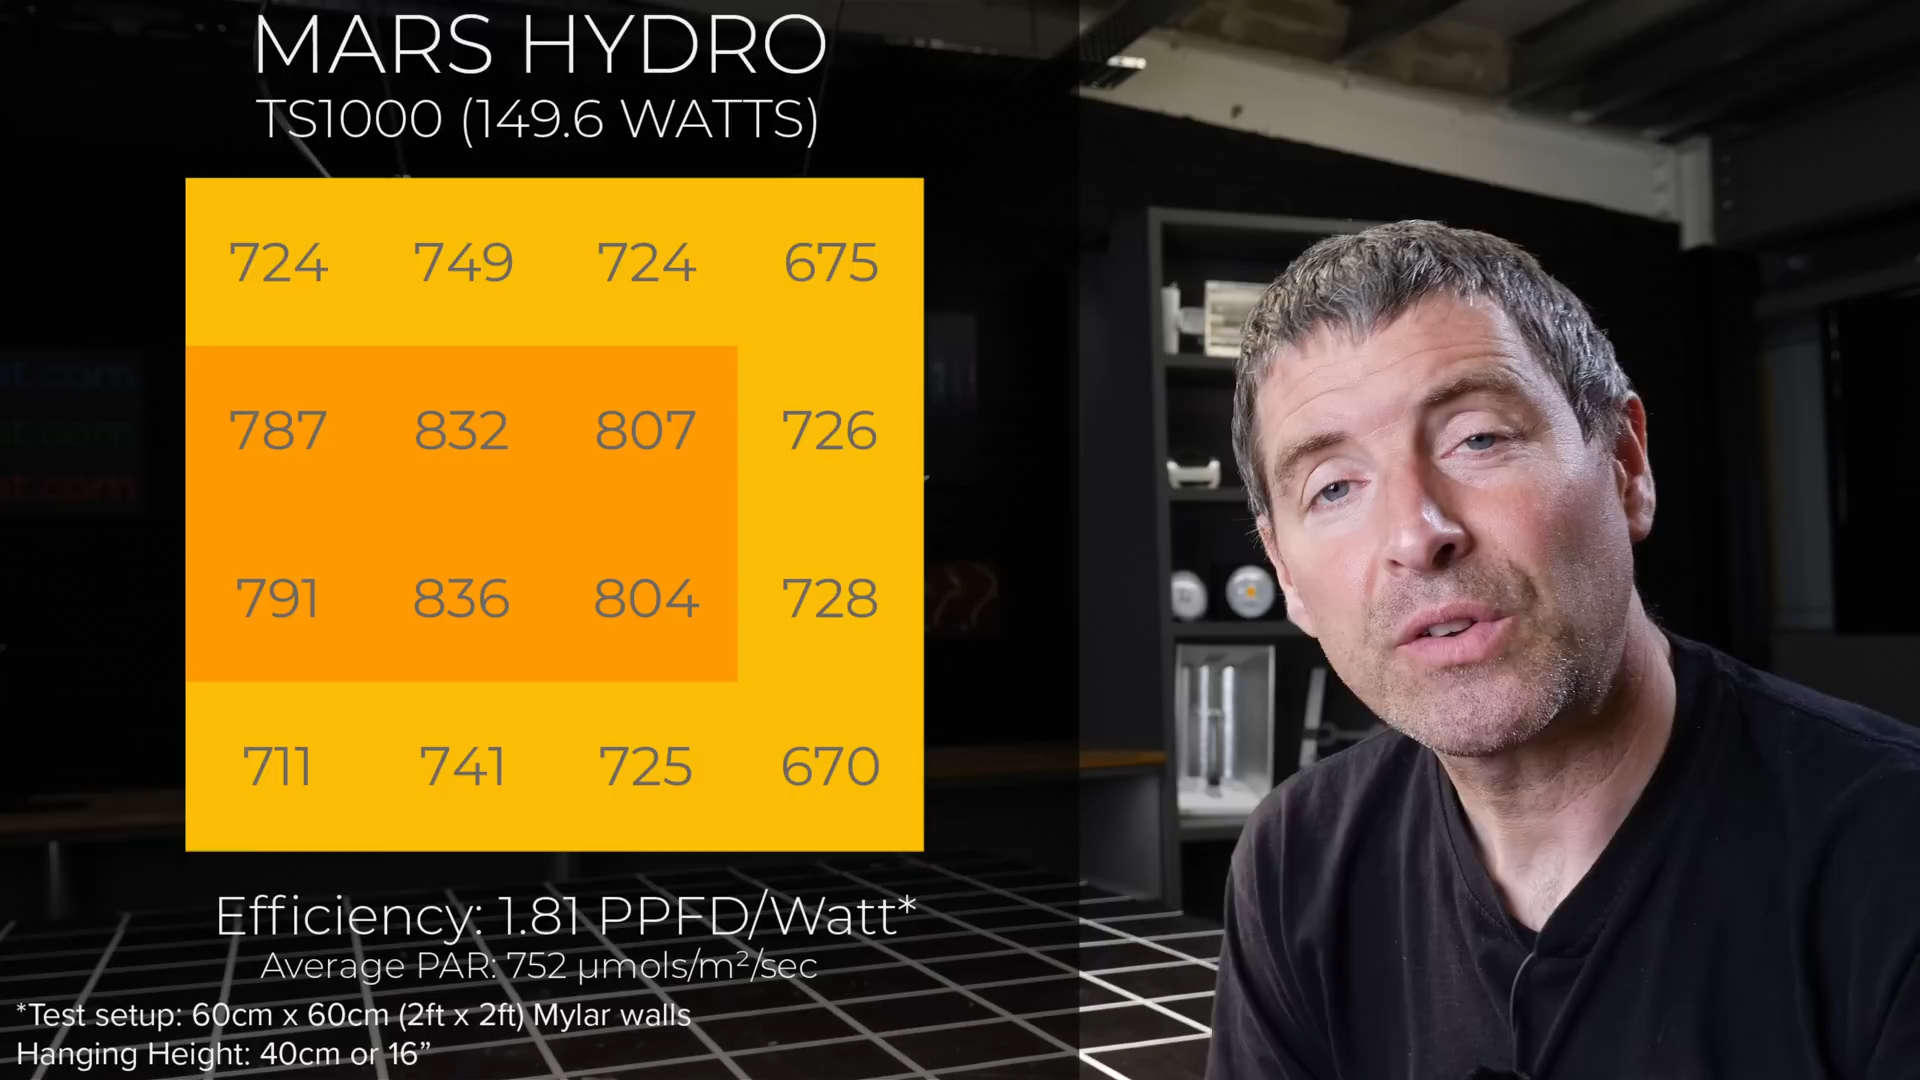 MARS HYDRO
TS1000 (149.6 WATTS)
724 749 724 675
787 832 807 726
791 836 804 728
711 741 725 670
Efficiency: 1.81 PPFD/Watt*
Average PAR: 752 µmols/m²/sec
*Test setup: 60cm x 60cm (2ft x 2ft) Mylar walls
Hanging Height: 40cm or 16”